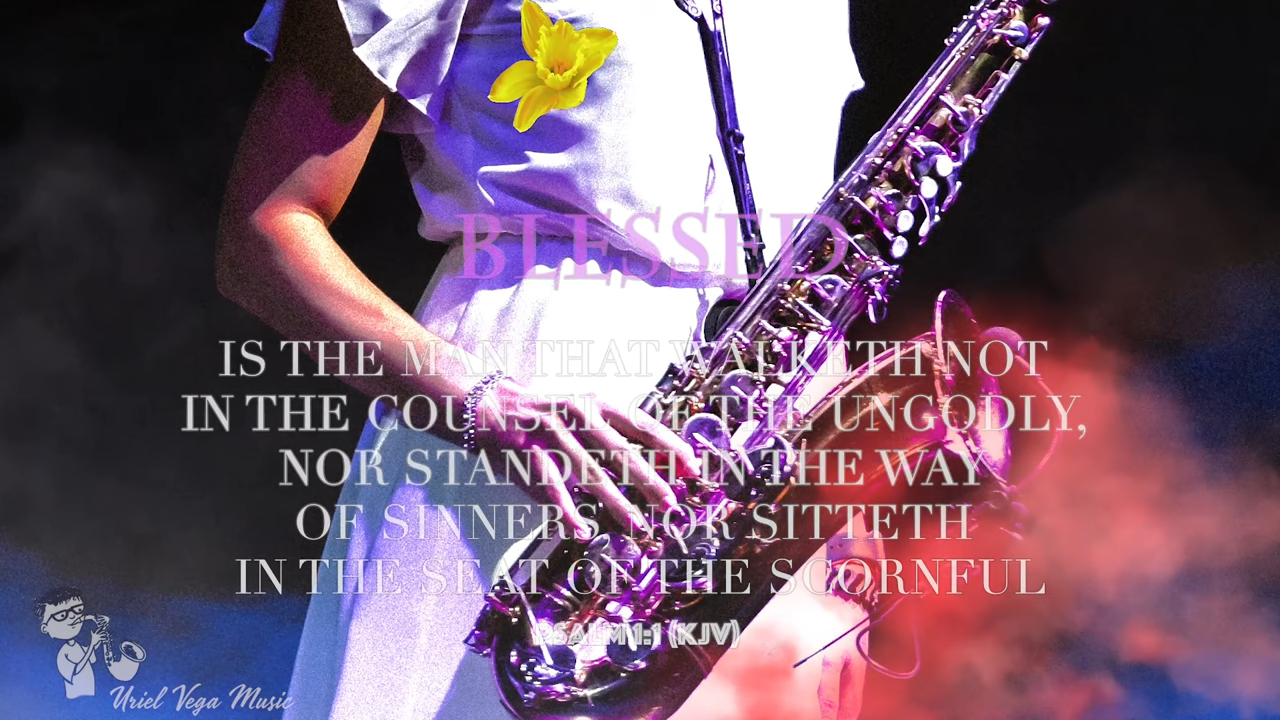 BLESSED
IS THE MAN THAT WALKETH NOT
IN THE COUNSEL OF THE UNGODLY,
NOR STANDETH IN THE WAY
OF SINNERS, NOR SITTETH
IN THE SEAT OF THE SCORNFUL
PSALM 1:1 (KJV)
Uriel Vega Music